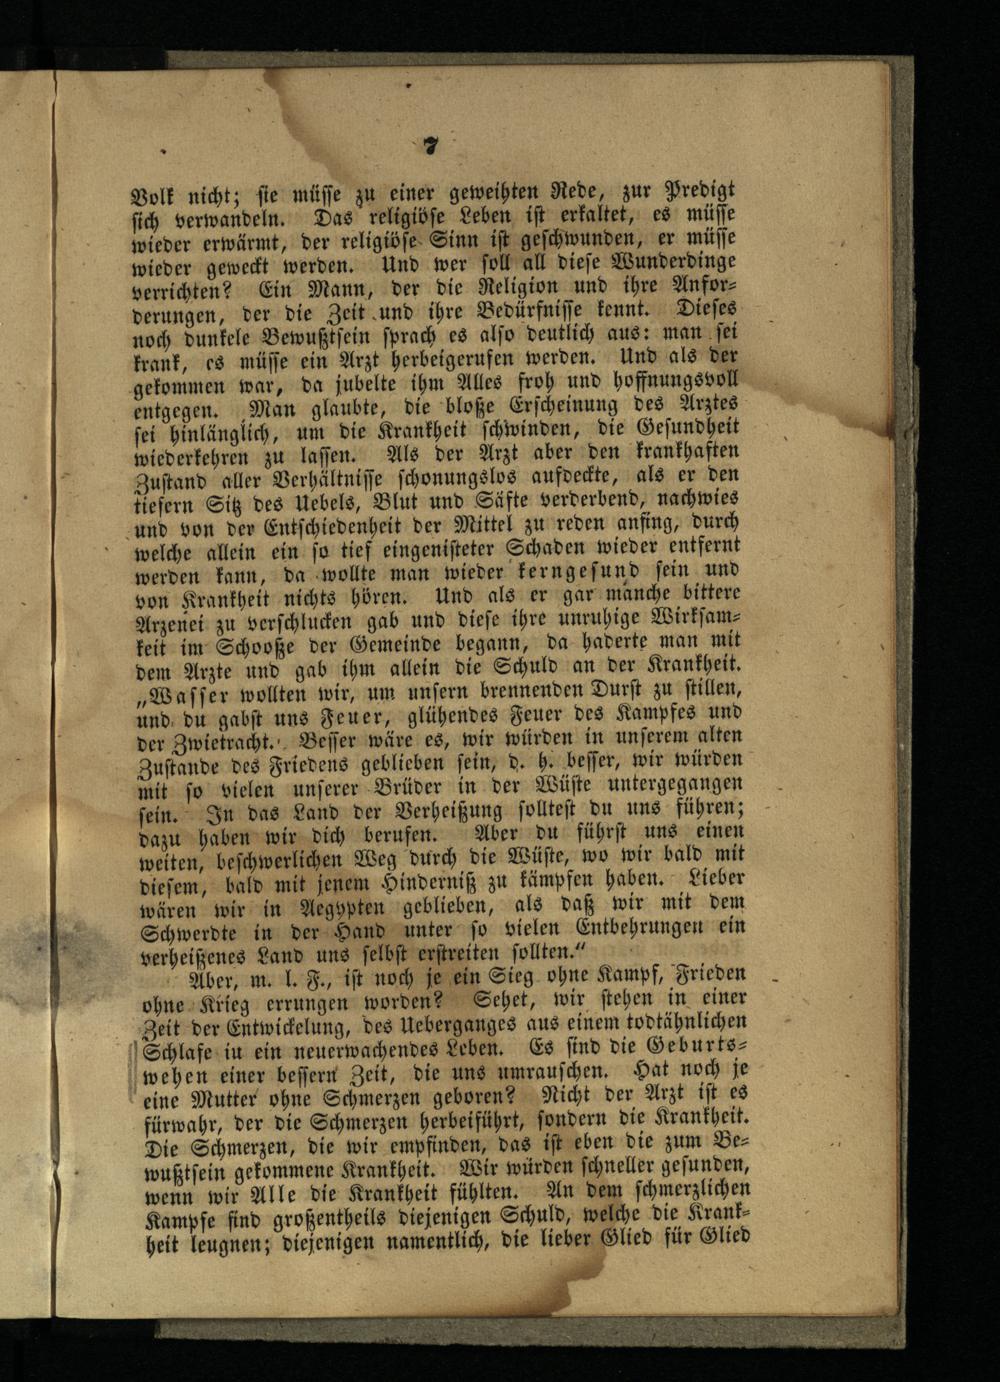 7
Volk nicht; sie müsse zu einer geweihten Rede, zur Predigt
sich verwandeln. Das religiöse Leben ist erkaltet, es müsse
wieder erwärmt, der religiöse Sinn ist geschwunden, er müsse
wieder geweckt werden. Und wer soll all diese Wunderdinge
verrichten? Ein Mann, der die Religion und ihre Anfor-
derungen, der die Zeit und ihre Bedürfnisse kennt. Dieses
noch dunkele Bewußtsein sprach es also deutlich aus: man sei
krank, es müsse ein Arzt herbeigerufen werden. Und als der
gekommen war, da jubelte ihm Alles froh und hoffnungsvoll
entgegen. Man glaubte, die bloße Erscheinung des Arztes
sei hinlänglich, um die Krankheit schwinden, die Gesundheit
wiederkehren zu lassen. Als der Arzt aber den krankhaften
Zustand aller Verhältnisse schonungslos aufdeckte, als er den
tiefern Sitz des Uebels, Blut und Säfte verderbend, nachwies
und von der Entschiedenheit der Mittel zu reden anfing, durch
welche allein ein so tief eingenisteter Schaden wieder entfernt
werden kann, da wollte man wieder kerngesund sein und
von Krankheit nichts hören. Und als er gar manche bittere
Arzenei zu verschlucken gab und diese ihre unruhige Wirksam-
keit im Schooße der Gemeinde begann, da haderte man mit
dem Arzte und gab ihm allein die Schuld an der Krankheit.
„Wasser wollten wir, um unsern brennenden Durst zu stillen,
und du gabst uns Feuer, glühendes Feuer des Kampfes und
der Zwietracht. Besser wäre es, wir würden in unserem alten
Zustande des Friedens geblieben sein, d. h. besser, wir würden
mit so vielen unserer Brüder in der Wüste untergegangen
sein. In das Land der Verheißung solltest du uns führen;
dazu haben wir dich berufen. Aber du führst uns einen
weiten, beschwerlichen Weg durch die Wüste, wo wir bald mit
diesem, bald mit jenem Hinderniß zu kämpfen haben. Lieber
wären wir in Aegypten geblieben, als daß wir mit dem
Schwerdte in der Hand unter so vielen Entbehrungen ein
verheißenes Land uns selbst erstreiten sollten.“
Aber, m. l. F., ist noch je ein Sieg ohne Kampf, Frieden
ohne Krieg errungen worden? Sehet, wir stehen in einer
Zeit der Entwickelung, des Ueberganges aus einem todtähnlichen
Schlafe in ein neuerwachendes Leben. Es sind die Geburts-
wehen einer bessern Zeit, die uns umrauschen. Hat noch je
eine Mutter ohne Schmerzen geboren? Nicht der Arzt ist es
fürwahr, der die Schmerzen herbeiführt, sondern die Krankheit.
Die Schmerzen, die wir empfinden, das ist eben die zum Be-
wußtsein gekommene Krankheit. Wir würden schneller gesunden,
wenn wir Alle die Krankheit fühlten. An dem schmerzlichen
Kampfe sind großentheils diejenigen Schuld, welche die Krank-
heit leugnen; diejenigen namentlich, die lieber Glied für Glied